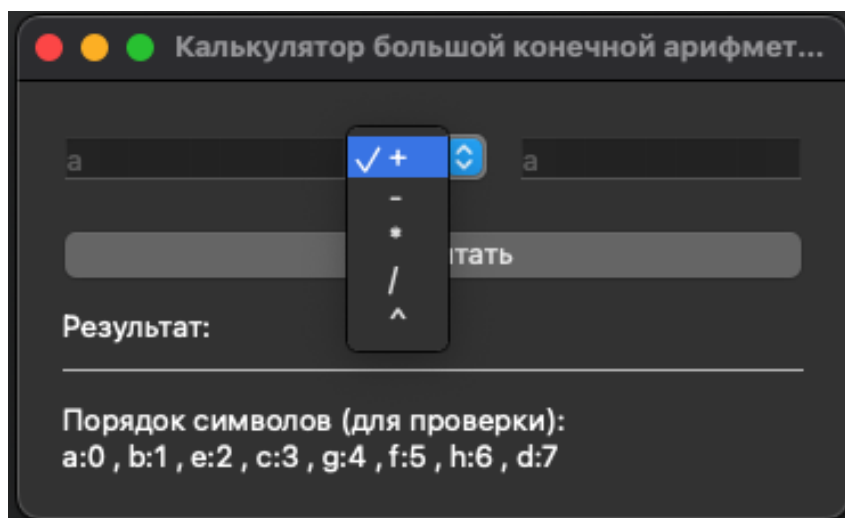 Калькулятор большой конечной арифмет...
a
✓ +
a
-
*
/
^
тать
Результат:
Порядок символов (для проверки):
a:0 , b:1 , e:2 , c:3 , g:4 , f:5 , h:6 , d:7